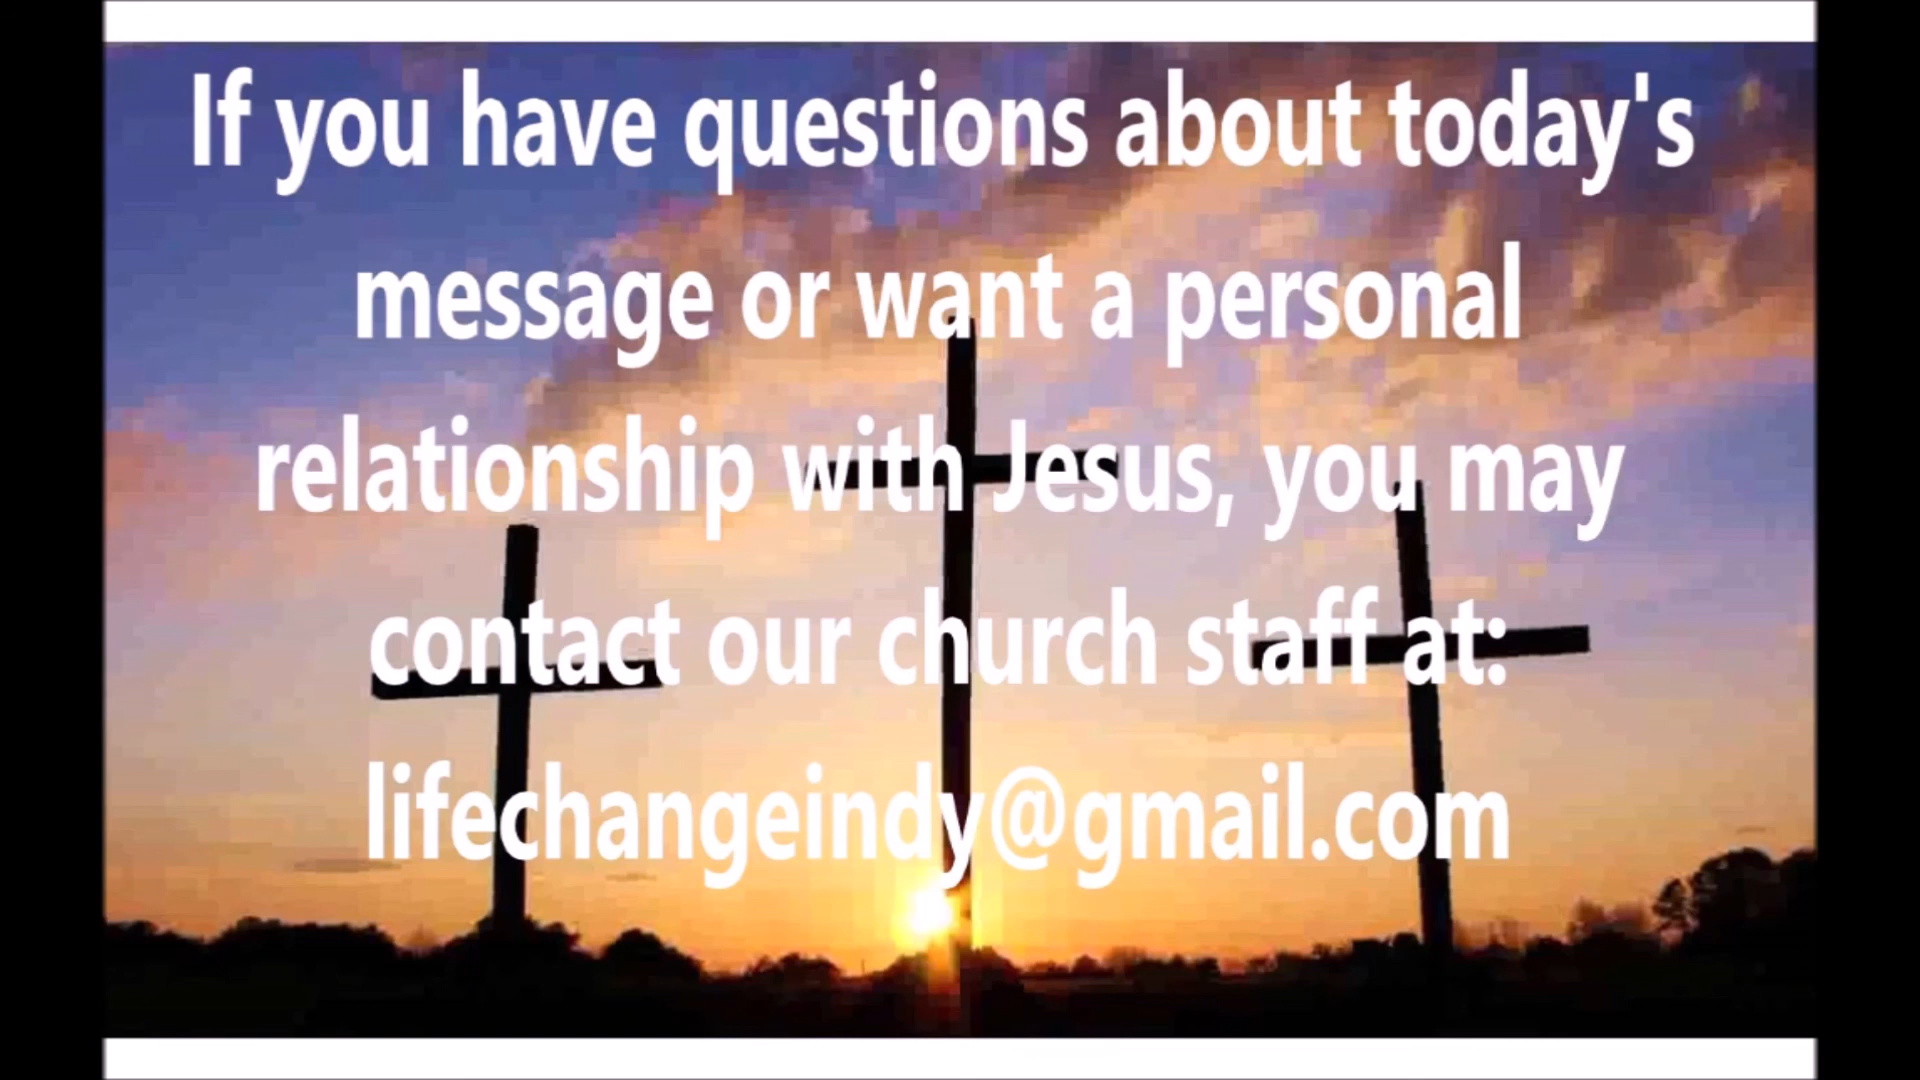 If you have questions about today's
message or want a personal
relationship with Jesus, you may
contact our church staff at:
lifechangeindy@gmail.com